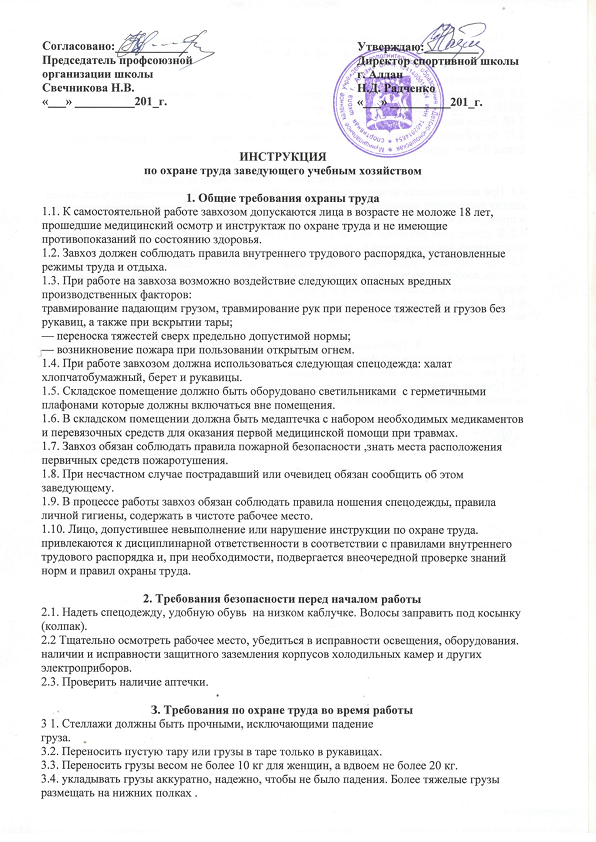 Согласовано:
Председатель профсоюзной
организации школы
Свечникова Н.В.
«___» __________201_г.
Утверждаю:
Директор спортивной школы
г. Алдан
Н.Д. Радченко
«___»___________201_г.
ИНСТРУКЦИЯ
по охране труда заведующего учебным хозяйством
1. Общие требования охраны труда
1.1. К самостоятельной работе завхозом допускаются лица в возрасте не моложе 18 лет,
прошедшие медицинский осмотр и инструктаж по охране труда и не имеющие
противопоказаний по состоянию здоровья.
1.2. Завхоз должен соблюдать правила внутреннего трудового распорядка, установленные
режимы труда и отдыха.
1.3. При работе на завхоза возможно воздействие следующих опасных вредных
производственных факторов:
травмирование падающим грузом, травмирование рук при переносе тяжестей и грузов без
рукавиц, а также при вскрытии тары;
— переноска тяжестей сверх предельно допустимой нормы;
— возникновение пожара при пользовании открытым огнем.
1.4. При работе завхозом должна использоваться следующая спецодежда: халат
хлопчатобумажный, берет и рукавицы.
1.5. Складское помещение должно быть оборудовано светильниками с герметичными
плафонами которые должны включаться вне помещения.
1.6. В складском помещении должна быть медаптечка с набором необходимых медикаментов
и перевязочных средств для оказания первой медицинской помощи при травмах.
1.7. Завхоз обязан соблюдать правила пожарной безопасности ,знать места расположения
первичных средств пожаротушения.
1.8. При несчастном случае пострадавший или очевидец обязан сообщить об этом
заведующему.
1.9. В процессе работы завхоз обязан соблюдать правила ношения спецодежды, правила
личной гигиены, содержать в чистоте рабочее место.
1.10. Лицо, допустившее невыполнение или нарушение инструкции по охране труда.
привлекаются к дисциплинарной ответственности в соответствии с правилами внутреннего
трудового распорядка и, при необходимости, подвергается внеочередной проверке знаний
норм и правил охраны труда.
2. Требования безопасности перед началом работы
2.1. Надеть спецодежду, удобную обувь на низком каблучке. Волосы заправить под косынку
(колпак).
2.2 Тщательно осмотреть рабочее место, убедиться в исправности освещения, оборудования.
наличии и исправности защитного заземления корпусов холодильных камер и других
электроприборов.
2.3. Проверить наличие аптечки.
3. Требования по охране труда во время работы
3 1. Стеллажи должны быть прочными, исключающими падение
груза.
3.2. Переносить пустую тару или грузы в таре только в рукавицах.
3.3. Переносить грузы весом не более 10 кг для женщин, а вдвоем не более 20 кг.
3.4. укладывать грузы аккуратно, надежно, чтобы не было падения. Более тяжелые грузы
размещать на нижних полках .